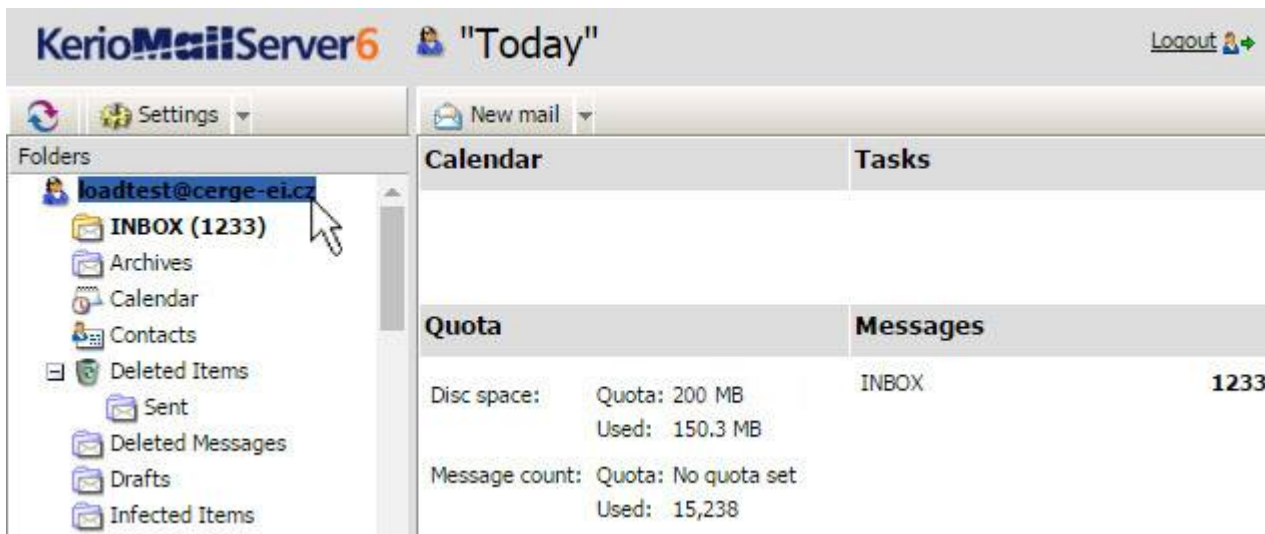 KerioMailServer6 "Today" Logout
Settings
New mail
Folders
loadtest@cerge-ei.cz
INBOX (1233)
Archives
Calendar
Contacts
Deleted Items
Sent
Deleted Messages
Drafts
Infected Items
Calendar Tasks
Quota Messages
Disc space: Quota: 200 MB
Used: 150.3 MB
Message count: Quota: No quota set
Used: 15,238
INBOX 1233